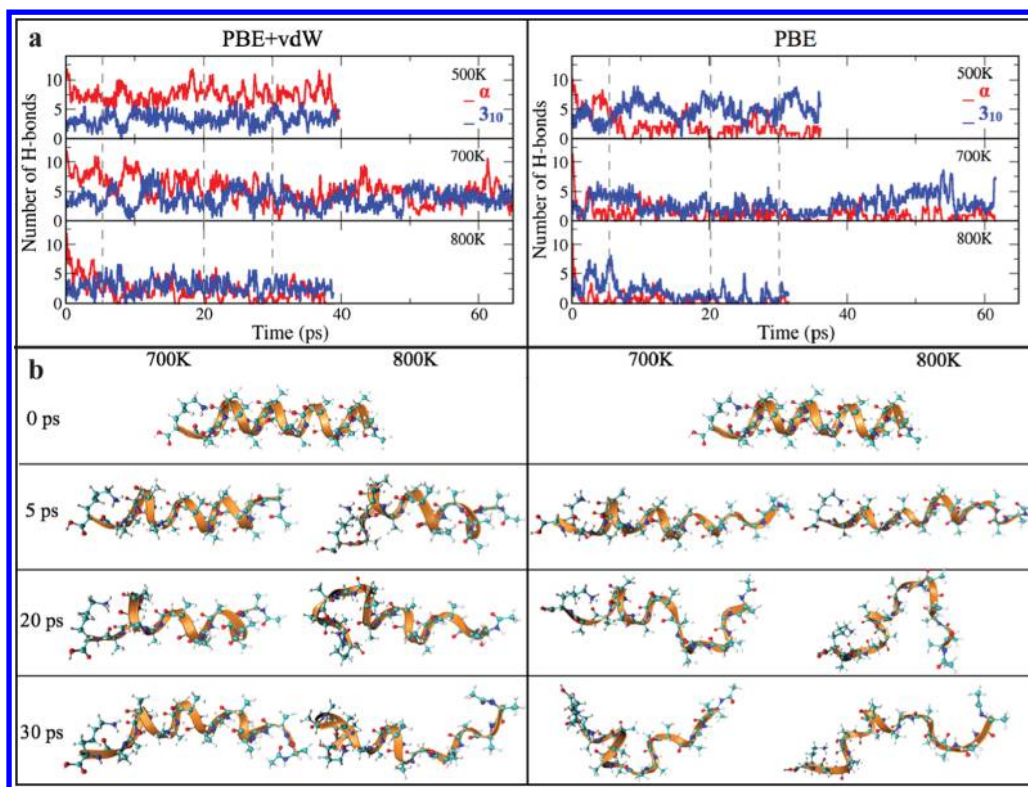 a PBE+vdW PBE
Number of H-bonds
10
5
0
500K
α
3₁₀
10
5
0
700K
10
5
0
800K
0 20 40 60
Time (ps)
Number of H-bonds
10
5
0
500K
α
3₁₀
10
5
0
700K
10
5
0
800K
0 20 40 60
Time (ps)
b 700K 800K 700K 800K
0 ps
5 ps
20 ps
30 ps